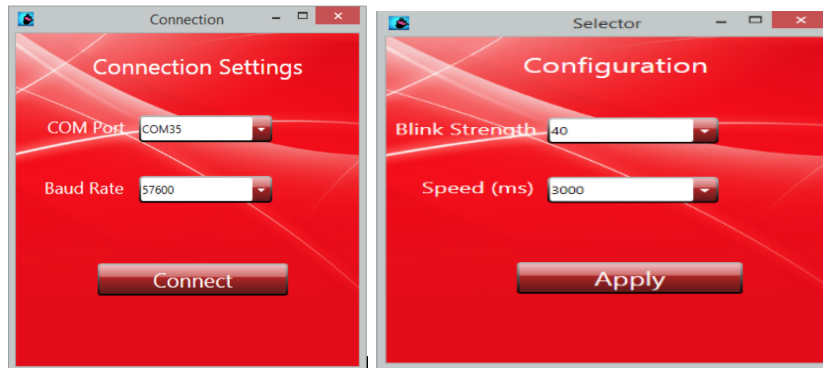 Connection
Connection Settings
COM Port COM35
Baud Rate 57600
Connect
Selector
Configuration
Blink Strength 40
Speed (ms) 3000
Apply